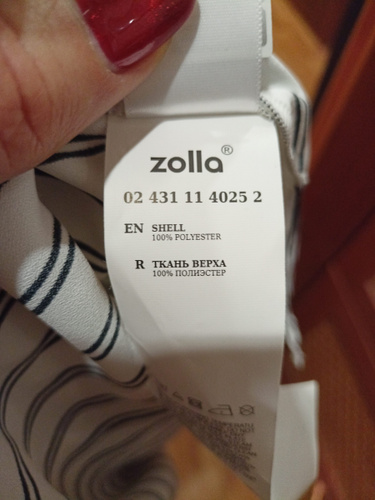 zolla®
02 431 11 4025 2
EN SHELL
100% POLYESTER
R ТКАНЬ ВЕРХА
100% ПОЛИЭСТЕР